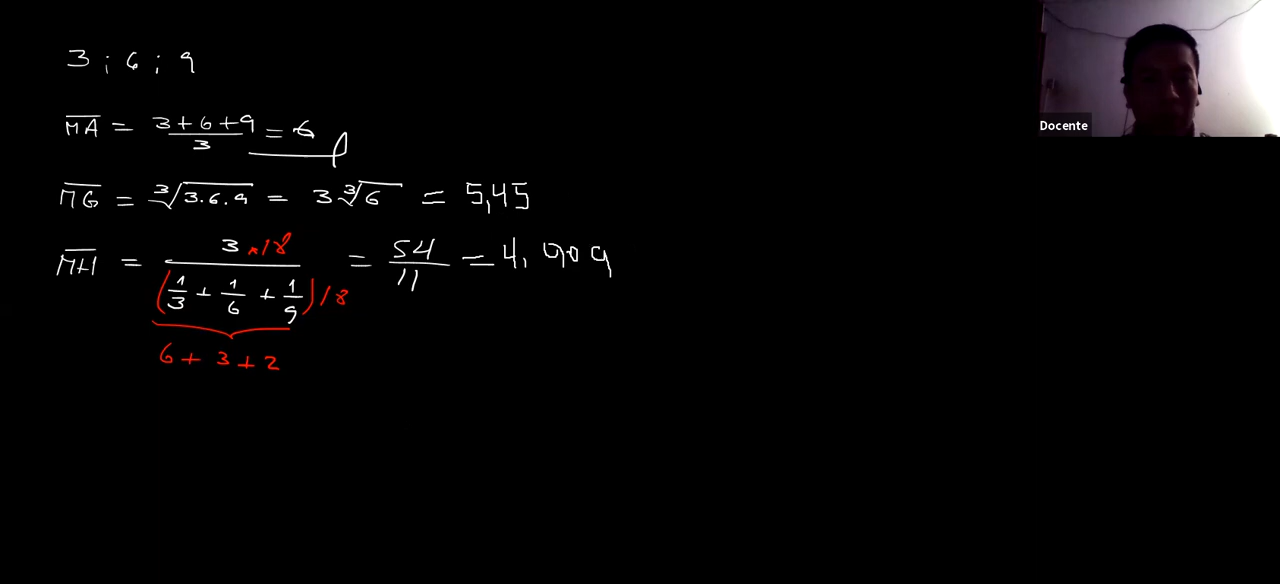 3 ; 6 ; 9
Docente
MA = (3+6+9)/3 = 6
MG = ∛(3.6.9) = 3∛6 = 5,45
MH = 3×18 / (1/3 + 1/6 + 1/9)18 = 54/11 = 4,909
6 + 3 + 2